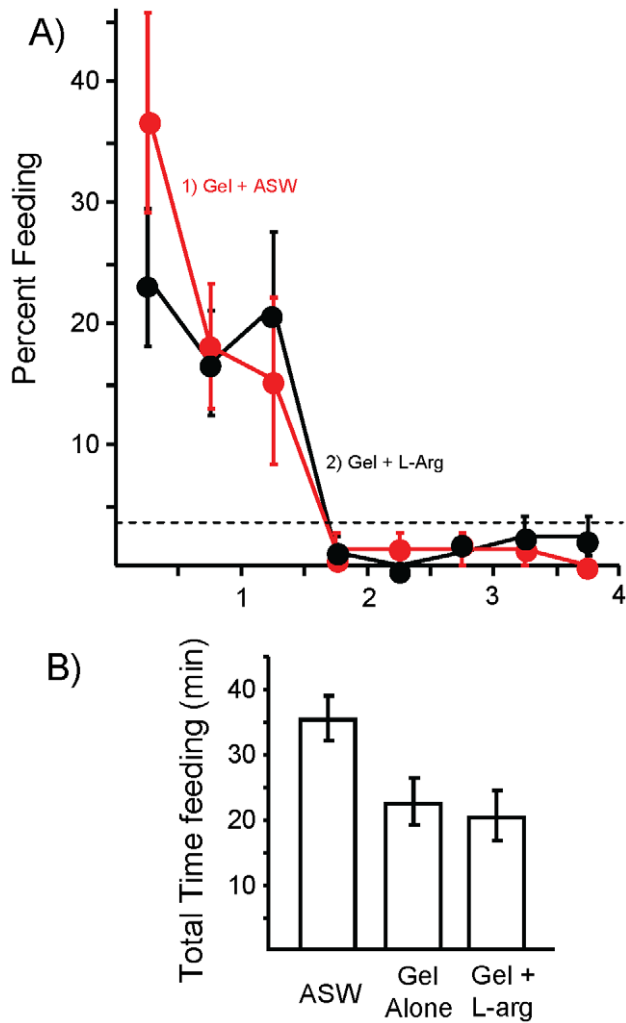 A)
Percent Feeding
40
30
20
10
1) Gel + ASW
2) Gel + L-Arg
1
2
3
4
B)
Total Time feeding (min)
40
30
20
10
ASW
Gel
Alone
Gel +
L-arg